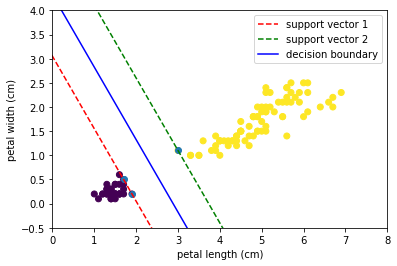 4.0
3.5
3.0
2.5
2.0
1.5
1.0
0.5
0.0
-0.5
petal width (cm)
support vector 1
support vector 2
decision boundary
0 1 2 3 4 5 6 7 8
petal length (cm)